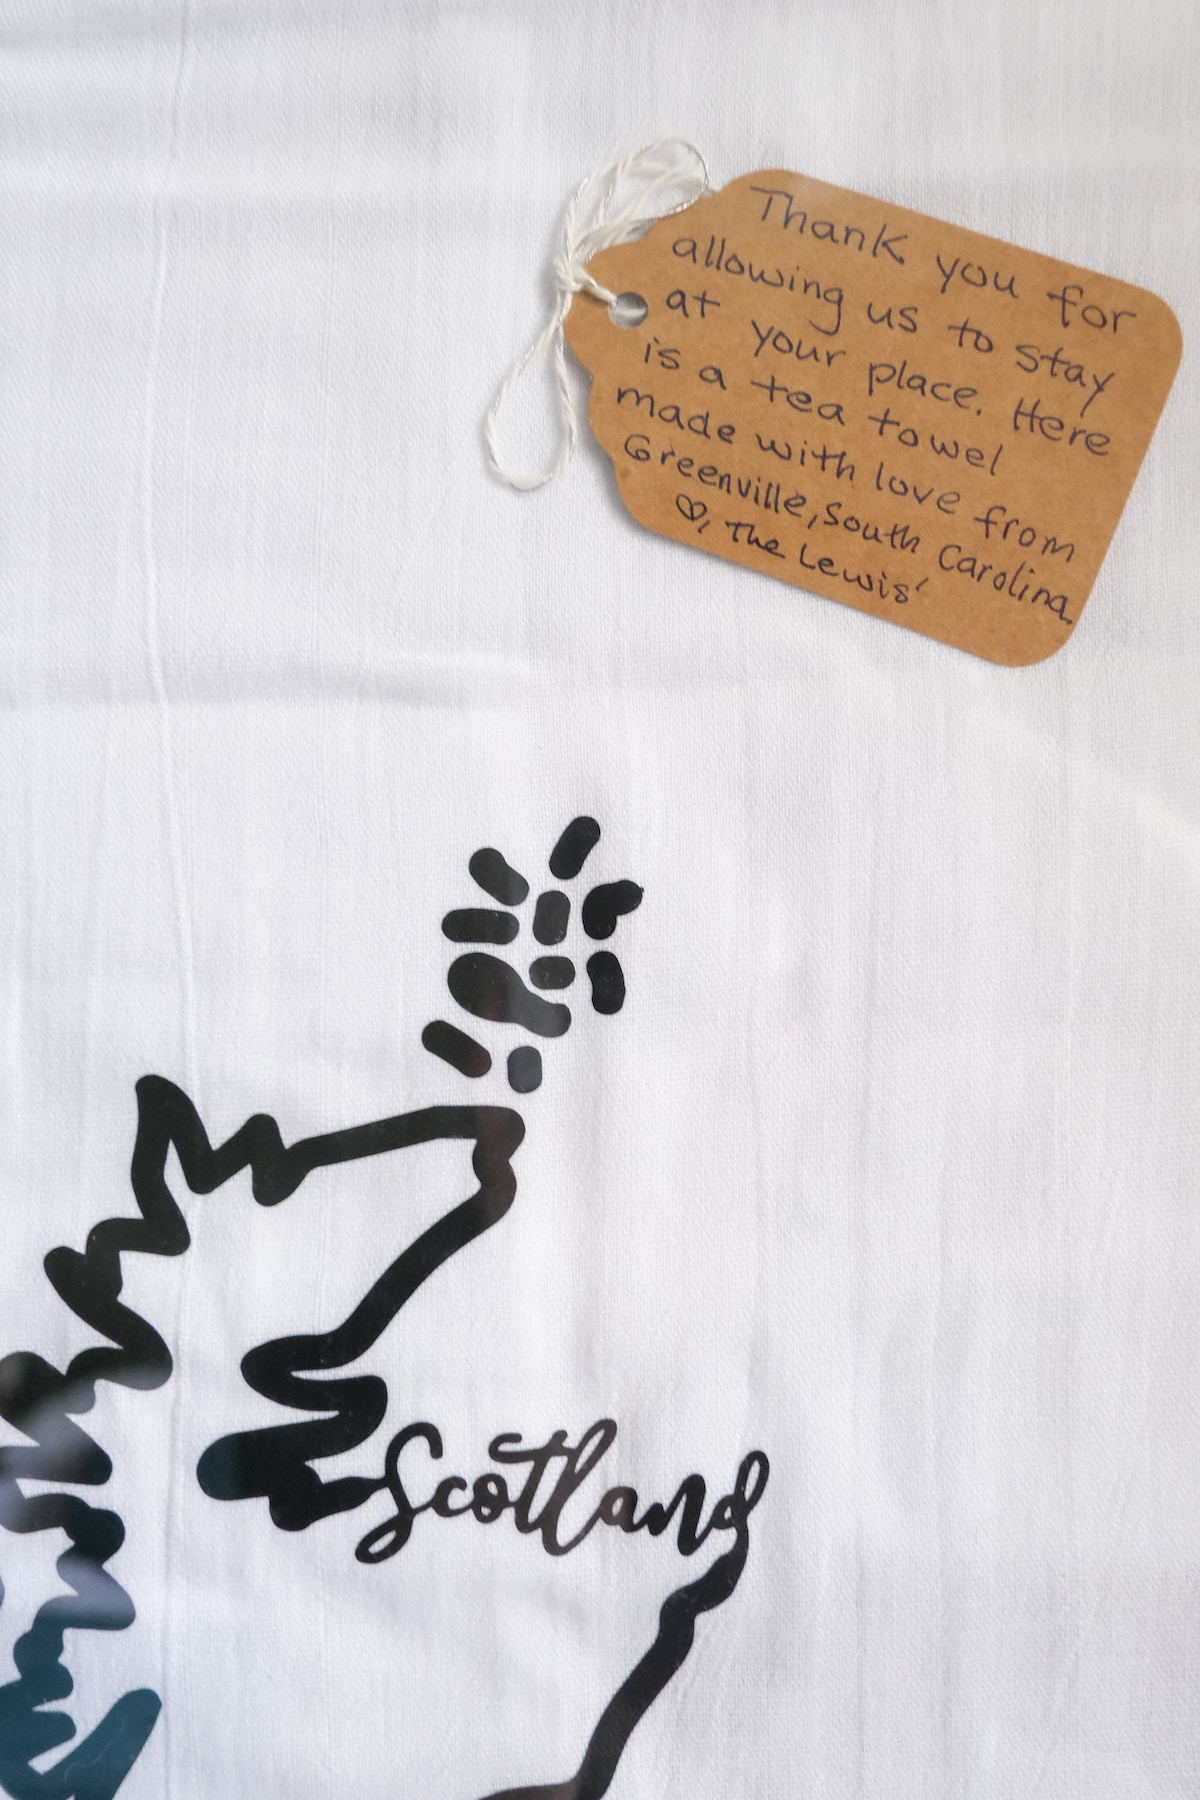 Thank you for
allowing us to stay
at your place. Here
is a tea towel
made with love from
Greenville, South Carolina.
♡, The Lewis'
Scotland